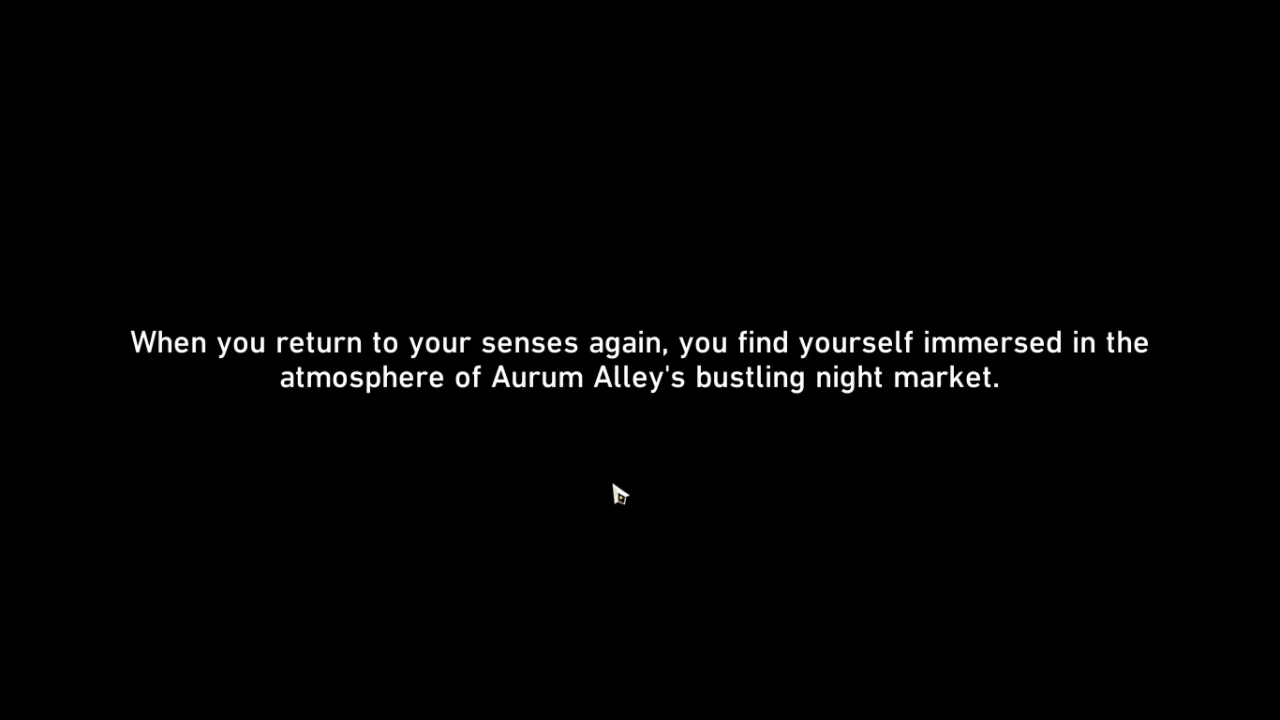 When you return to your senses again, you find yourself immersed in the
atmosphere of Aurum Alley's bustling night market.